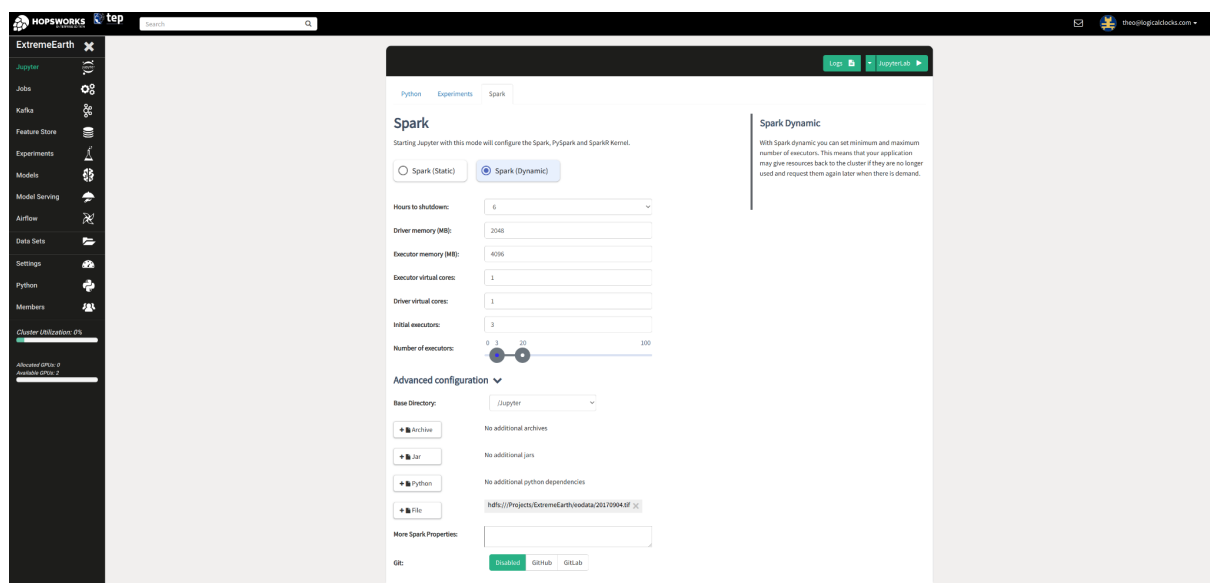 HOPSWORKS tep
Search
theo@logicalclocks.com
ExtremeEarth
Jupyter
Jobs
Kafka
Feature Store
Experiments
Models
Model Serving
Airflow
Data Sets
Settings
Python
Members
Cluster Utilization: 0%
Allocated GPUs: 0
Available GPUs: 2
Logs JupyterLab
Python Experiments Spark
Spark
Starting Jupyter with this mode will configure the Spark, PySpark and SparkR Kernel.
Spark (Static) Spark (Dynamic)
Hours to shutdown: 6
Driver memory (MB): 2048
Executor memory (MB): 4096
Executor virtual cores: 1
Driver virtual cores: 1
Initial executors: 3
0 3 20 100
Number of executors:
Advanced configuration
Base Directory: /Jupyter
+ Archive No additional archives
+ Jar No additional jars
+ Python No additional python dependencies
+ File hdfs:///Projects/ExtremeEarth/eodata/20170904.tif
More Spark Properties:
Git: Disabled GitHub GitLab
Spark Dynamic
With Spark dynamic you can set minimum and maximum
number of executors. This means that your application
may give resources back to the cluster if they are no longer
used and request them again later when there is demand.